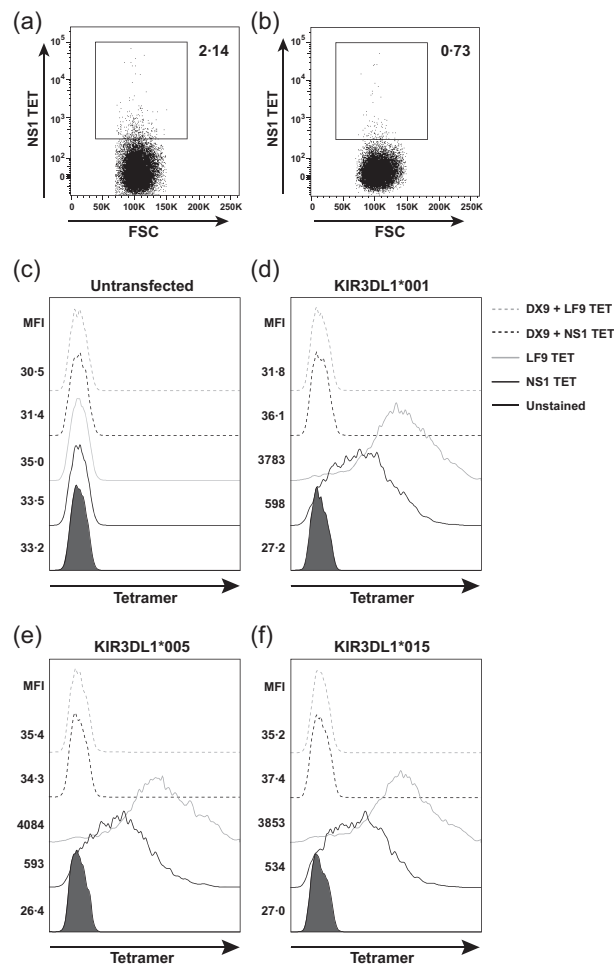 (a)
2·14
NS1 TET
10⁵
10⁴
10³
10²
0
0 50K 100K 150K 200K 250K
FSC
(b)
0·73
NS1 TET
10⁵
10⁴
10³
10²
0
0 50K 100K 150K 200K 250K
FSC
(c)
Untransfected
MFI
30·5
31·4
35·0
33·5
33·2
Tetramer
(d)
KIR3DL1*001
MFI
31·8
36·1
3783
598
27·2
Tetramer
DX9 + LF9 TET
DX9 + NS1 TET
LF9 TET
NS1 TET
Unstained
(e)
KIR3DL1*005
MFI
35·4
34·3
4084
593
26·4
Tetramer
(f)
KIR3DL1*015
MFI
35·2
37·4
3853
534
27·0
Tetramer